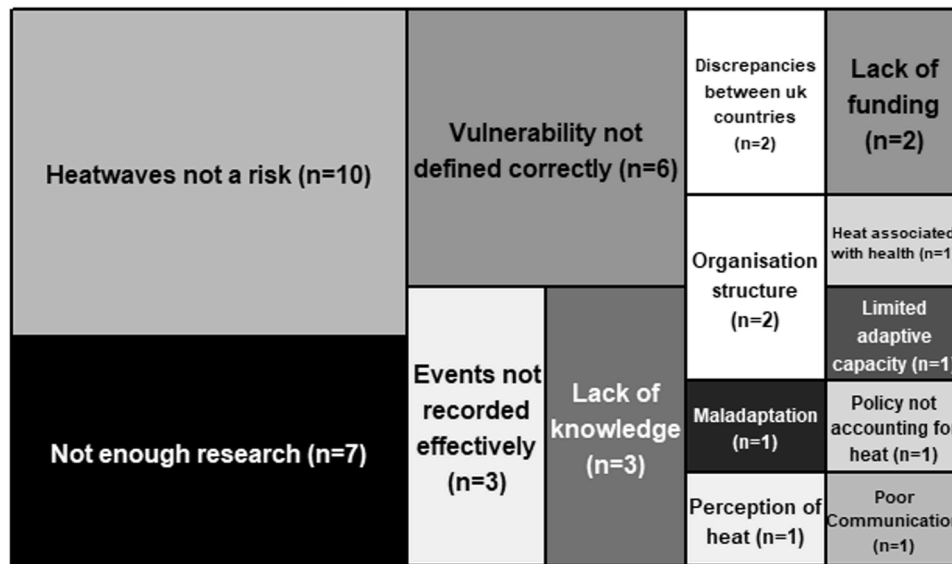 Heatwaves not a risk (n=10)
Not enough research (n=7)
Vulnerability not
defined correctly (n=6)
Events not
recorded
effectively
(n=3)
Lack of
knowledge
(n=3)
Discrepancies
between uk
countries
(n=2)
Lack of
funding
(n=2)
Organisation
structure
(n=2)
Heat associated
with health (n=1
Limited
adaptive
capacity (n=1)
Maladaptation
(n=1)
Policy not
accounting for
heat (n=1)
Perception of
heat (n=1)
Poor
Communication
(n=1)